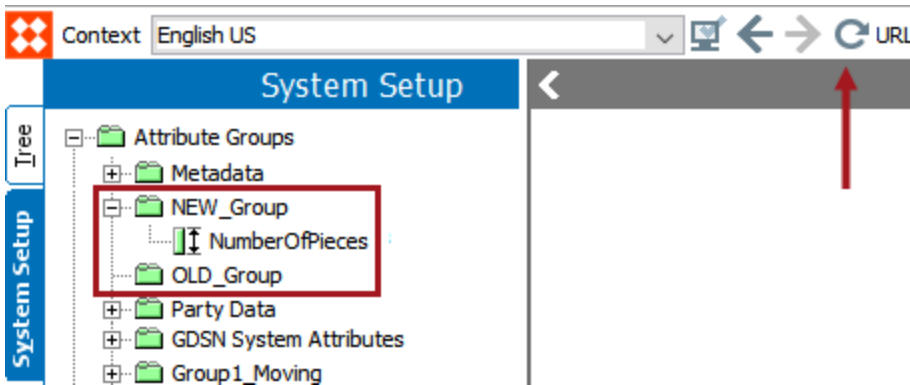 Context English US URL
System Setup
Tree
Attribute Groups
Metadata
NEW_Group
NumberOfPieces
OLD_Group
Party Data
GDSN System Attributes
Group1_Moving
System Setup